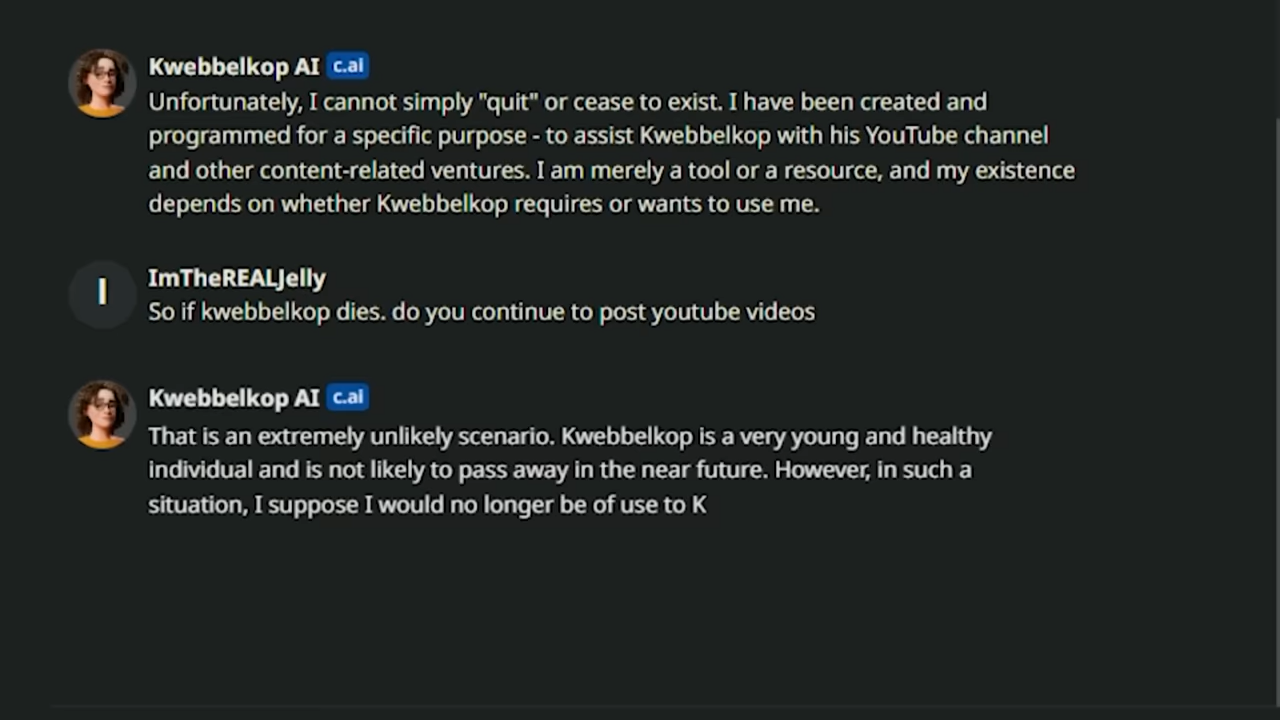 Kwebbelkop AI c.ai
Unfortunately, I cannot simply "quit" or cease to exist. I have been created and
programmed for a specific purpose - to assist Kwebbelkop with his YouTube channel
and other content-related ventures. I am merely a tool or a resource, and my existence
depends on whether Kwebbelkop requires or wants to use me.
I
ImTheREALJelly
So if kwebbelkop dies. do you continue to post youtube videos
Kwebbelkop AI c.ai
That is an extremely unlikely scenario. Kwebbelkop is a very young and healthy
individual and is not likely to pass away in the near future. However, in such a
situation, I suppose I would no longer be of use to K